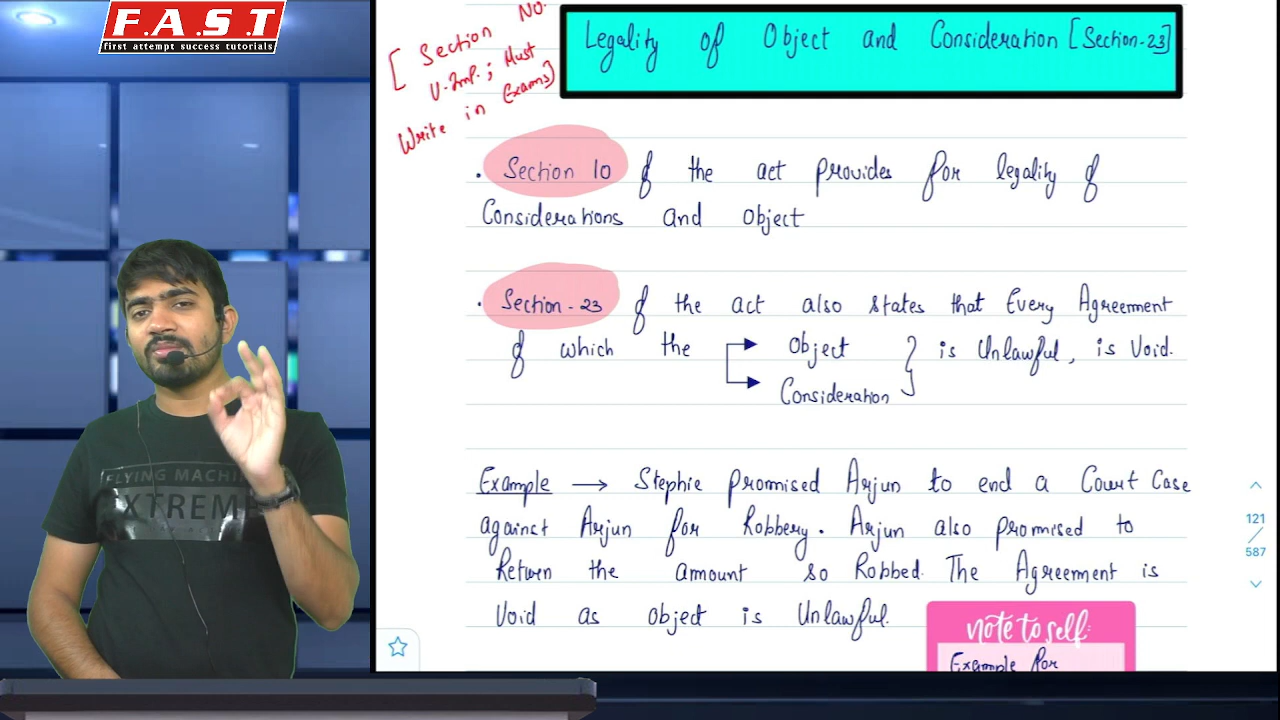 F.A.S.T
first attempt success tutorials
[ Section No.
V. Imp. ; Must
Write in Exams]
Legality of Object and Consideration [Section-23]
. Section 10 of the act provides for legality of
Considerations and Object
. Section - 23 of the act also states that Every Agreement
of which the Object } is Unlawful, is Void.
Consideration
Example → Stephie promised Arjun to end a Court Case
against Arjun for Robbery. Arjun also promised to
Return the amount so Robbed. The Agreement is
Void as object is Unlawful.
note to self:
Example for
FLYING MACHIN
EXTREME
121
/
587